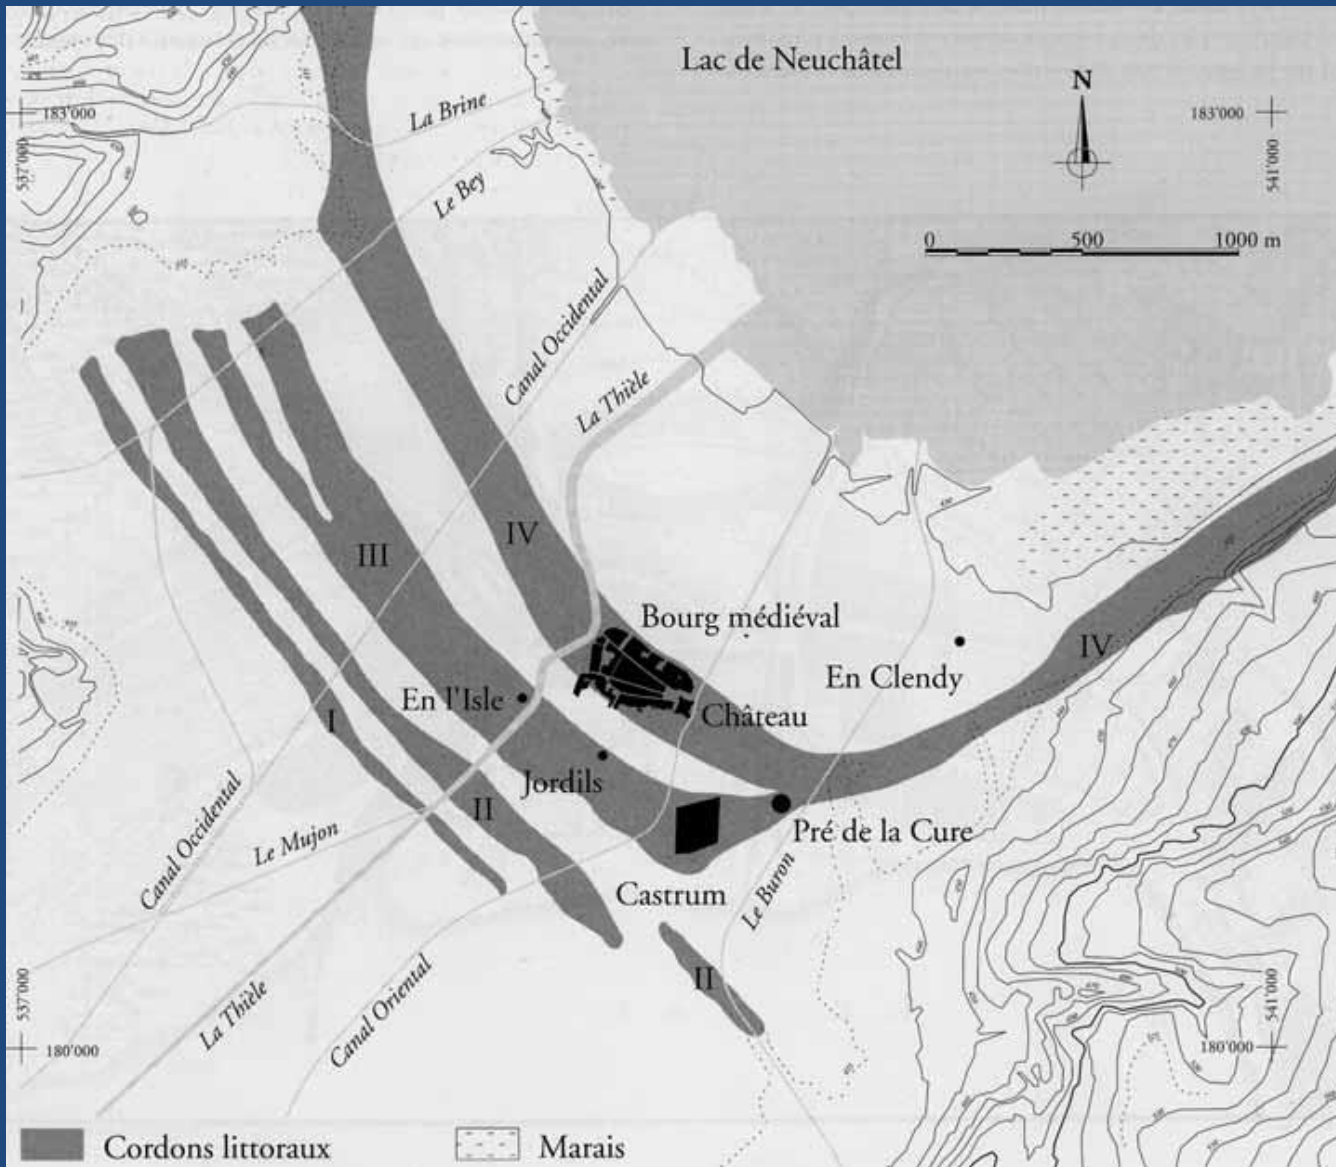 Lac de Neuchâtel
N
183'000
183'000
537'000
541'000
La Brine
Le Bey
0 500 1000 m
Canal Occidental
La Thièle
IV
III
Bourg médiéval
IV
En Clendy
En l'Isle
Château
I
Jordils
II
Pré de la Cure
Canal Occidental
Le Mujon
Castrum
Le Buron
II
La Thièle
Canal Oriental
537'000
541'000
180'000
180'000
Cordons littoraux
Marais